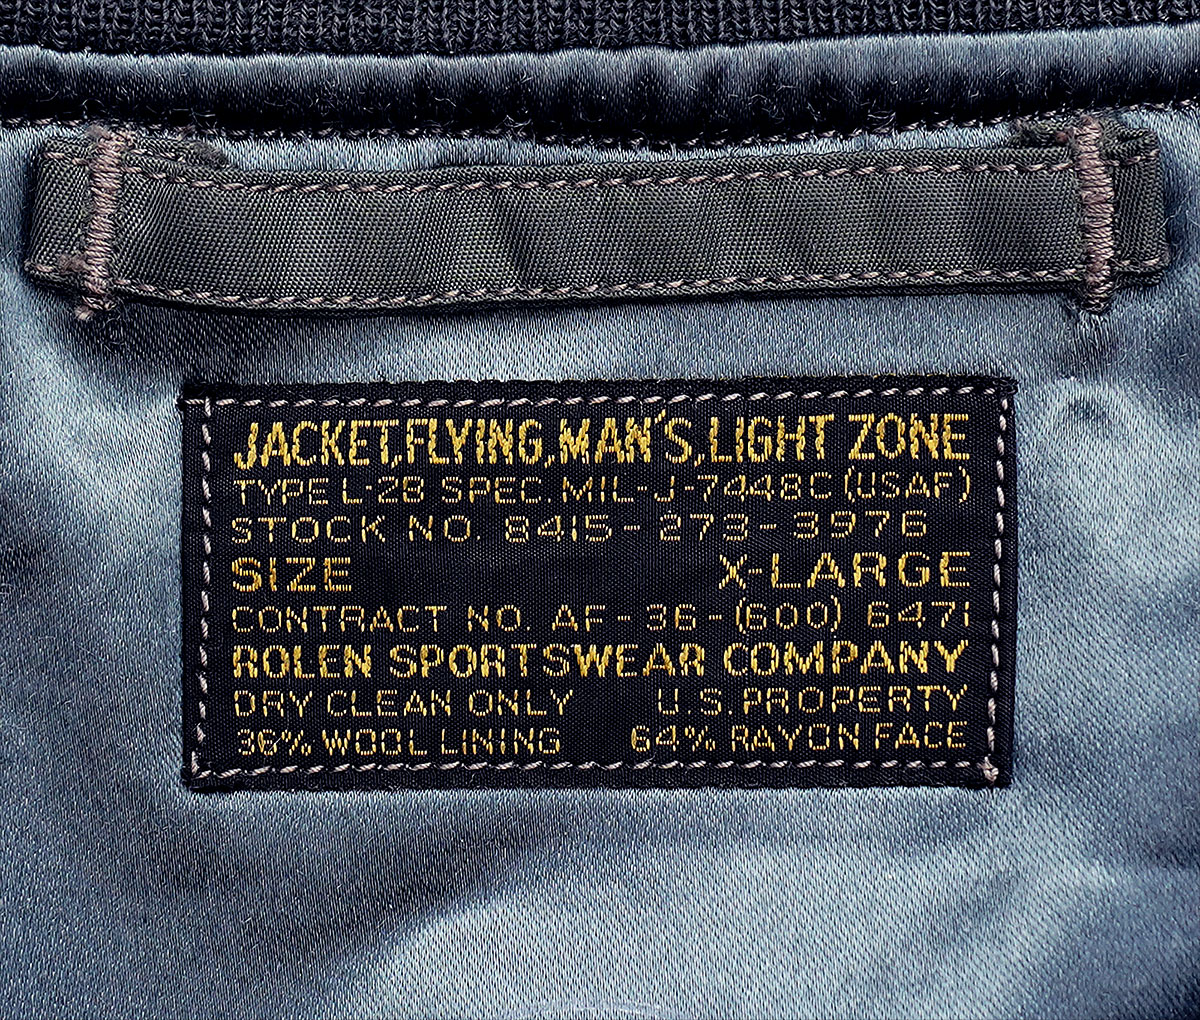 JACKET, FLYING, MAN'S, LIGHT ZONE
TYPE L-2B SPEC. MIL-J-7448C (USAF)
STOCK NO. 8415-273-3976
SIZE X-LARGE
CONTRACT NO. AF-36-(600) 6471
ROLEN SPORTSWEAR COMPANY
DRY CLEAN ONLY U.S. PROPERTY
36% WOOL LINING 64% RAYON FACE